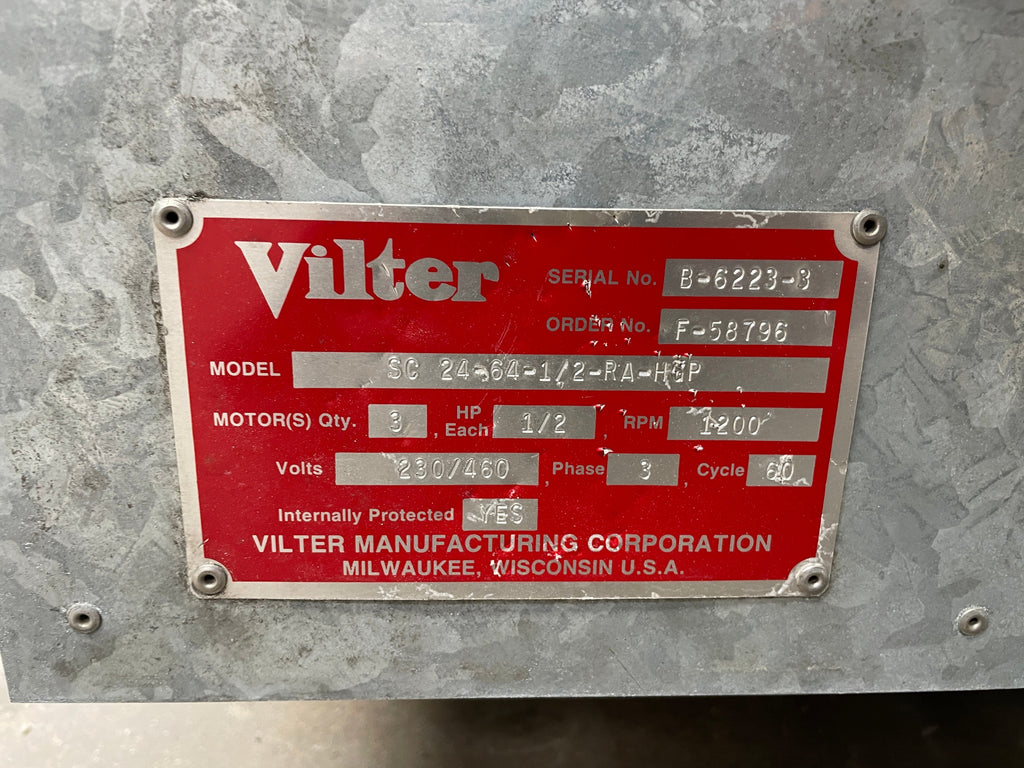 Vilter
SERIAL No. B-6223-3
ORDER No. F-58796
MODEL SC 24-64-1/2-RA-HGP
MOTOR(S) Qty. 3, HP Each 1/2, RPM 1200
Volts 230/460, Phase 3, Cycle 60
Internally Protected YES
VILTER MANUFACTURING CORPORATION
MILWAUKEE, WISCONSIN U.S.A.